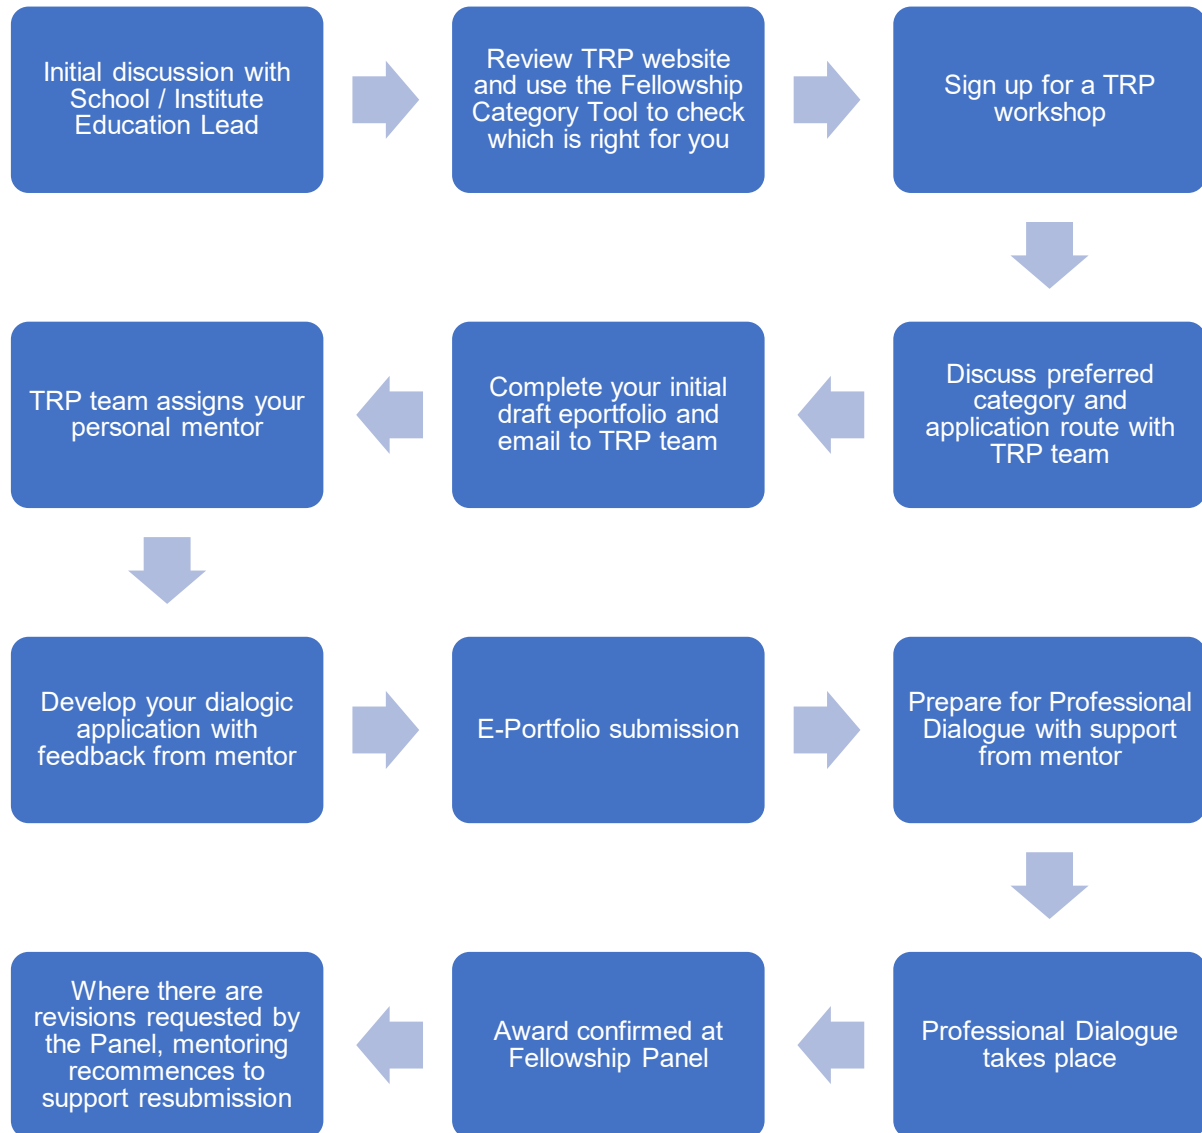 Initial discussion with
School / Institute
Education Lead
Review TRP website
and use the Fellowship
Category Tool to check
which is right for you
Sign up for a TRP
workshop
Discuss preferred
category and
application route with
TRP team
Complete your initial
draft eportfolio and
email to TRP team
TRP team assigns your
personal mentor
Develop your dialogic
application with
feedback from mentor
E-Portfolio submission
Prepare for Professional
Dialogue with support
from mentor
Professional Dialogue
takes place
Award confirmed at
Fellowship Panel
Where there are
revisions requested by
the Panel, mentoring
recommences to
support resubmission